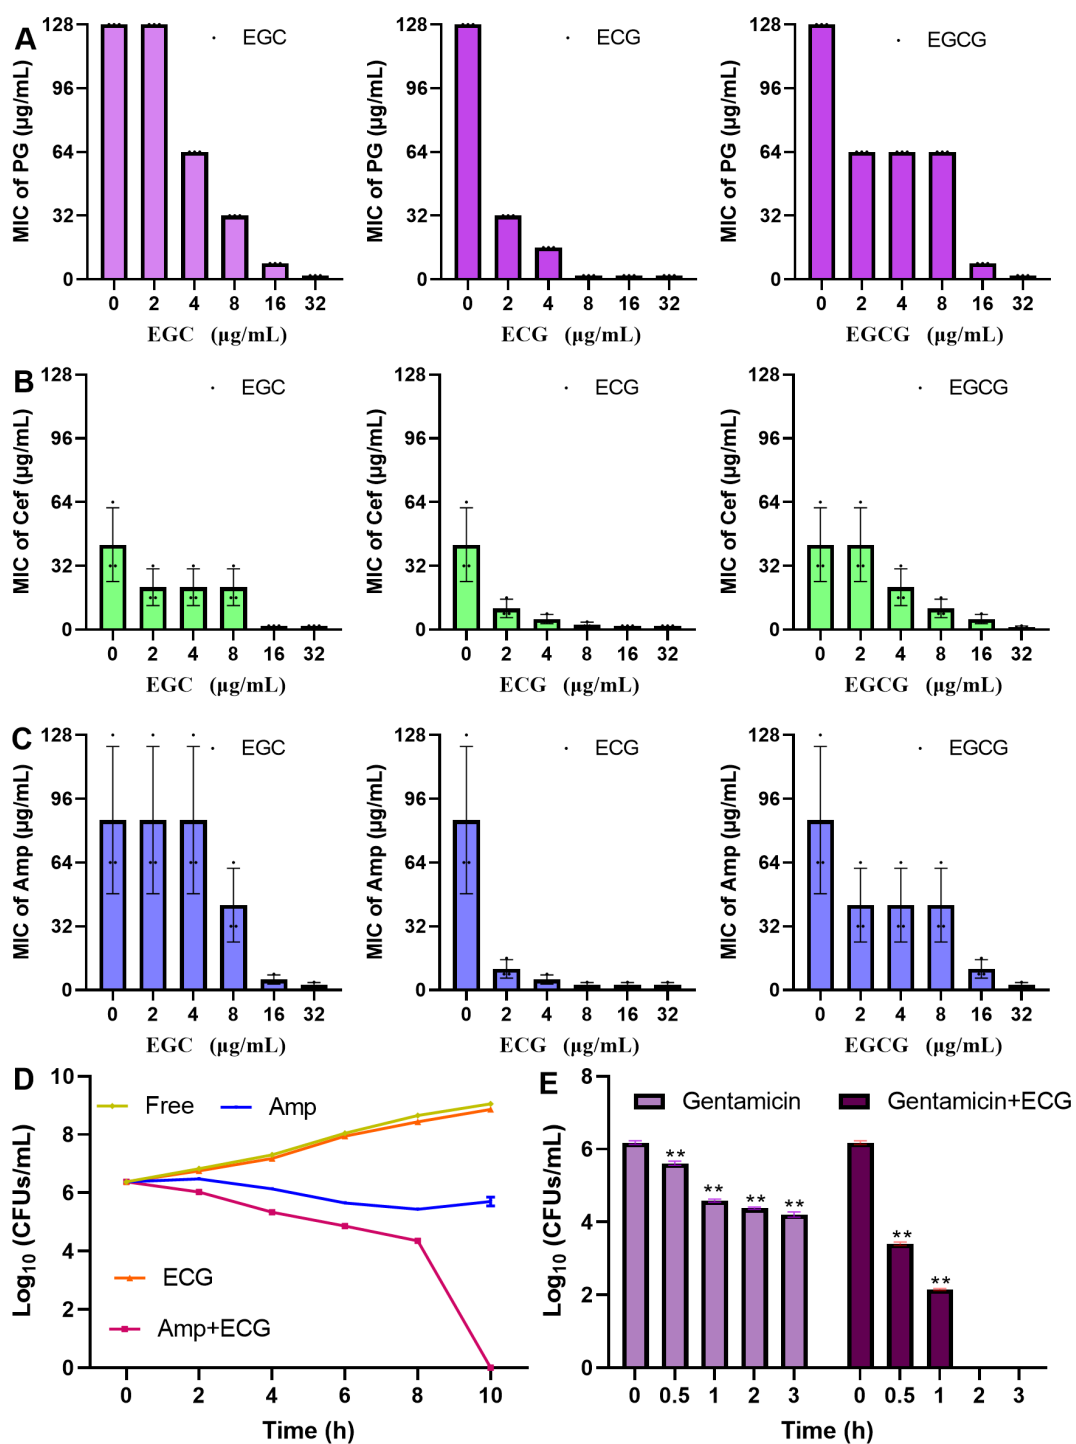 A
MIC of PG (µg/mL)
128
96
64
32
0
EGC
0 2 4 8 16 32
EGC (µg/mL)
MIC of PG (µg/mL)
128
96
64
32
0
ECG
0 2 4 8 16 32
ECG (µg/mL)
MIC of PG (µg/mL)
128
96
64
32
0
EGCG
0 2 4 8 16 32
EGCG (µg/mL)
B
MIC of Cef (µg/mL)
128
96
64
32
0
EGC
0 2 4 8 16 32
EGC (µg/mL)
MIC of Cef (µg/mL)
128
96
64
32
0
ECG
0 2 4 8 16 32
ECG (µg/mL)
MIC of Cef (µg/mL)
128
96
64
32
0
EGCG
0 2 4 8 16 32
EGCG (µg/mL)
C
MIC of Amp (µg/mL)
128
96
64
32
0
EGC
0 2 4 8 16 32
EGC (µg/mL)
MIC of Amp (µg/mL)
128
96
64
32
0
ECG
0 2 4 8 16 32
ECG (µg/mL)
MIC of Amp (µg/mL)
128
96
64
32
0
EGCG
0 2 4 8 16 32
EGCG (µg/mL)
D
Log10 (CFUs/mL)
10
8
6
4
2
0
Free
Amp
ECG
Amp+ECG
0 2 4 6 8 10
Time (h)
E
Log10 (CFUs/mL)
8
6
4
2
0
Gentamicin
Gentamicin+ECG
**
**
**
**
**
**
0 0.5 1 2 3 0 0.5 1 2 3
Time (h)